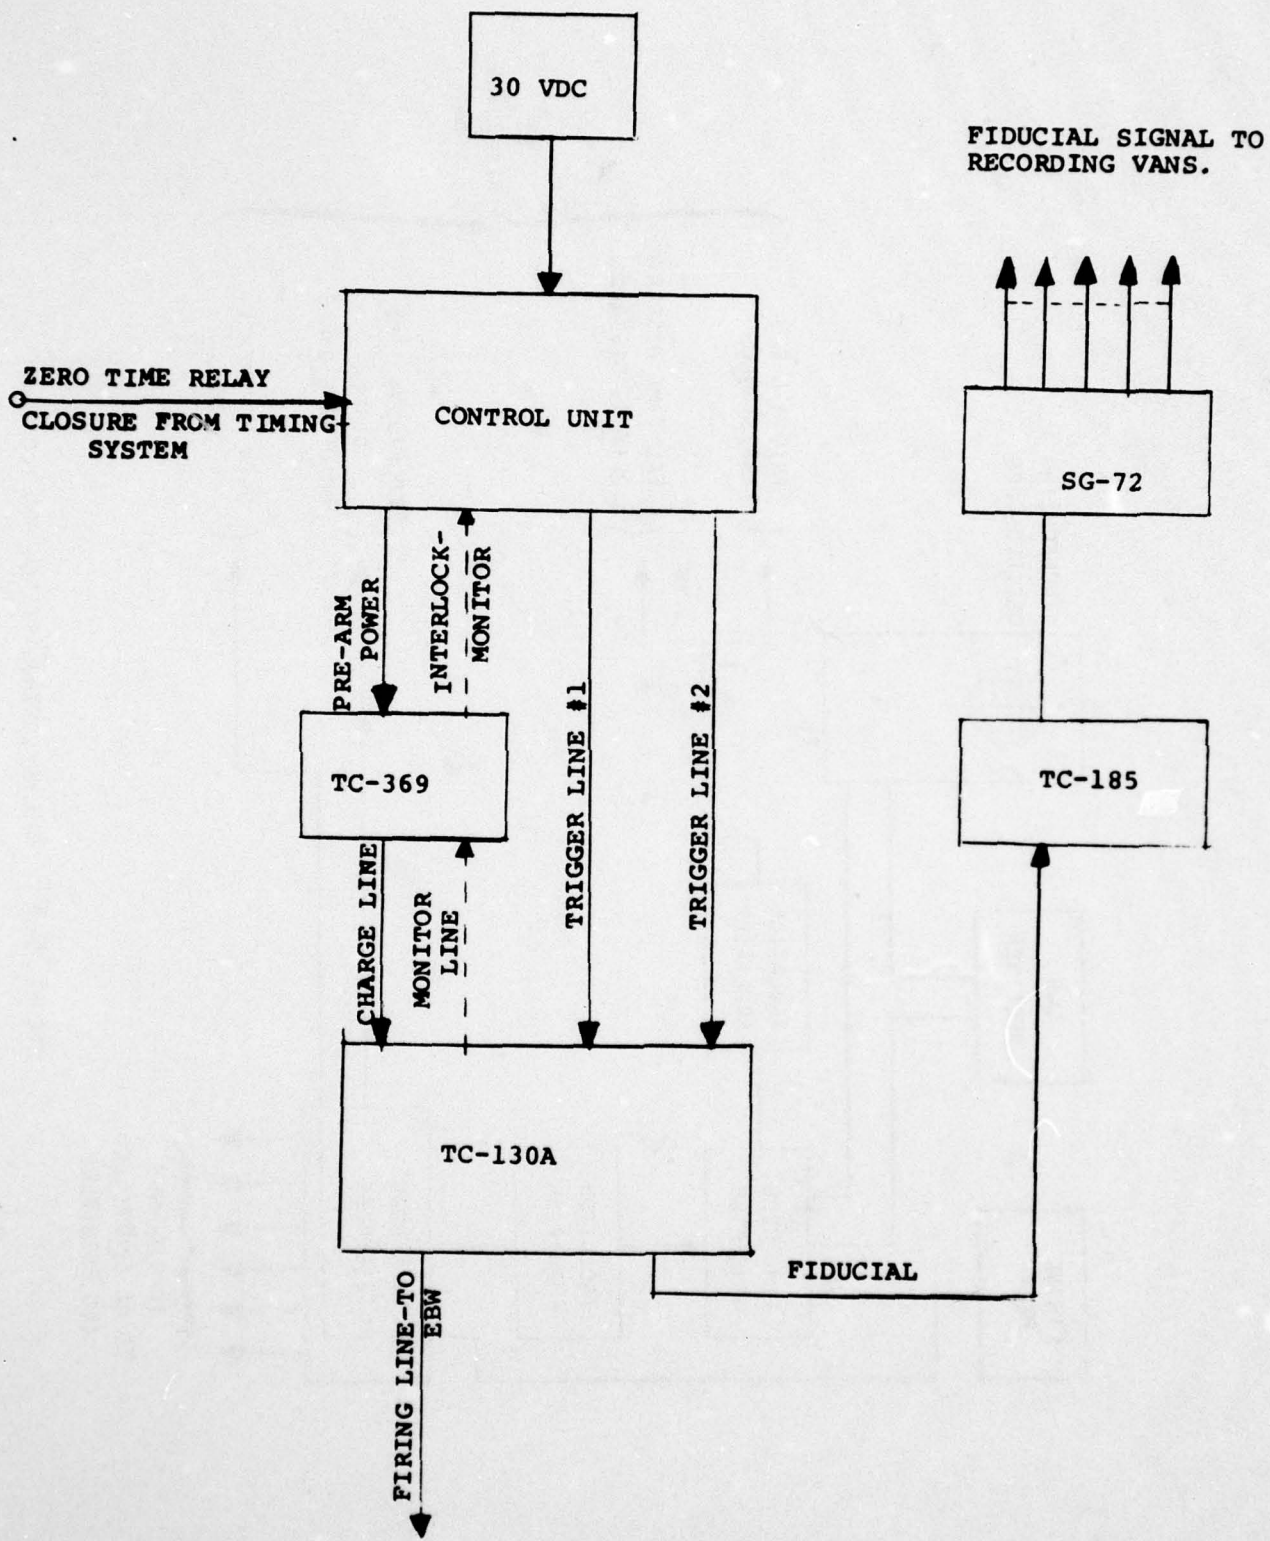 30 VDC
FIDUCIAL SIGNAL TO
RECORDING VANS.
ZERO TIME RELAY
CLOSURE FROM TIMING
SYSTEM
CONTROL UNIT
SG-72
PRE-ARM
POWER
INTERLOCK-
MONITOR
TRIGGER LINE #1
TRIGGER LINE #2
TC-369
TC-185
CHARGE LINE
MONITOR
LINE
TC-130A
FIDUCIAL
FIRING LINE-TO
EBW